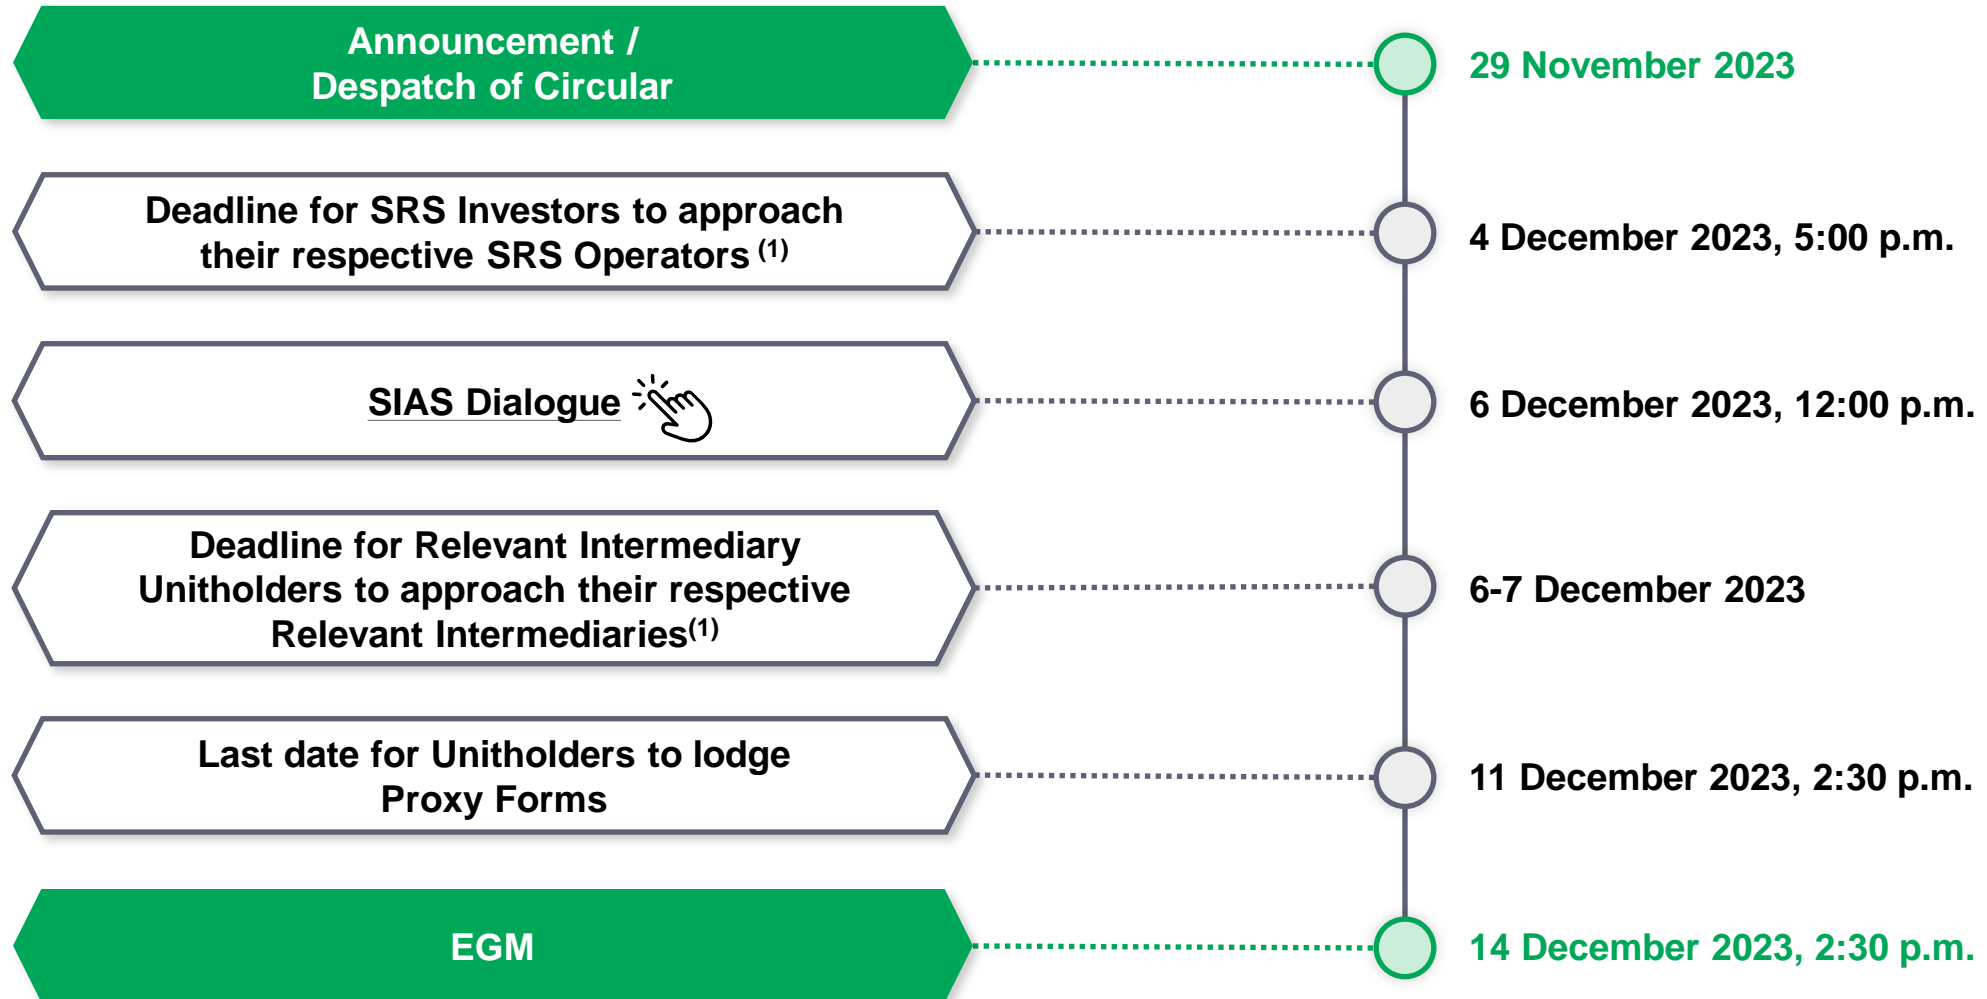 Announcement /
Despatch of Circular
29 November 2023
Deadline for SRS Investors to approach
their respective SRS Operators (1)
4 December 2023, 5:00 p.m.
SIAS Dialogue
6 December 2023, 12:00 p.m.
Deadline for Relevant Intermediary
Unitholders to approach their respective
Relevant Intermediaries(1)
6-7 December 2023
Last date for Unitholders to lodge
Proxy Forms
11 December 2023, 2:30 p.m.
EGM
14 December 2023, 2:30 p.m.